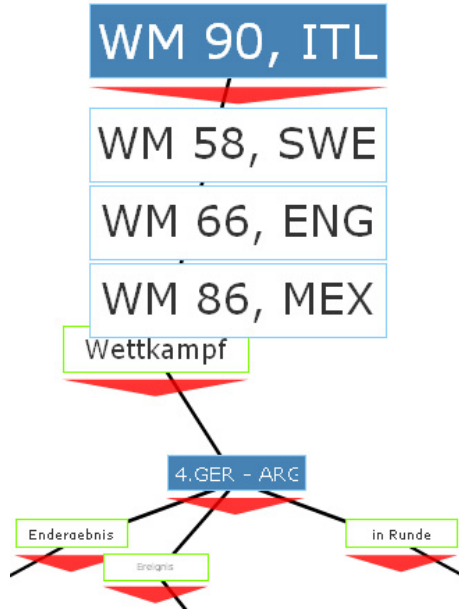 WM 90, ITL
WM 58, SWE
WM 66, ENG
WM 86, MEX
Wettkampf
4.GER - ARG
Endergebnis
in Runde
Ereignis